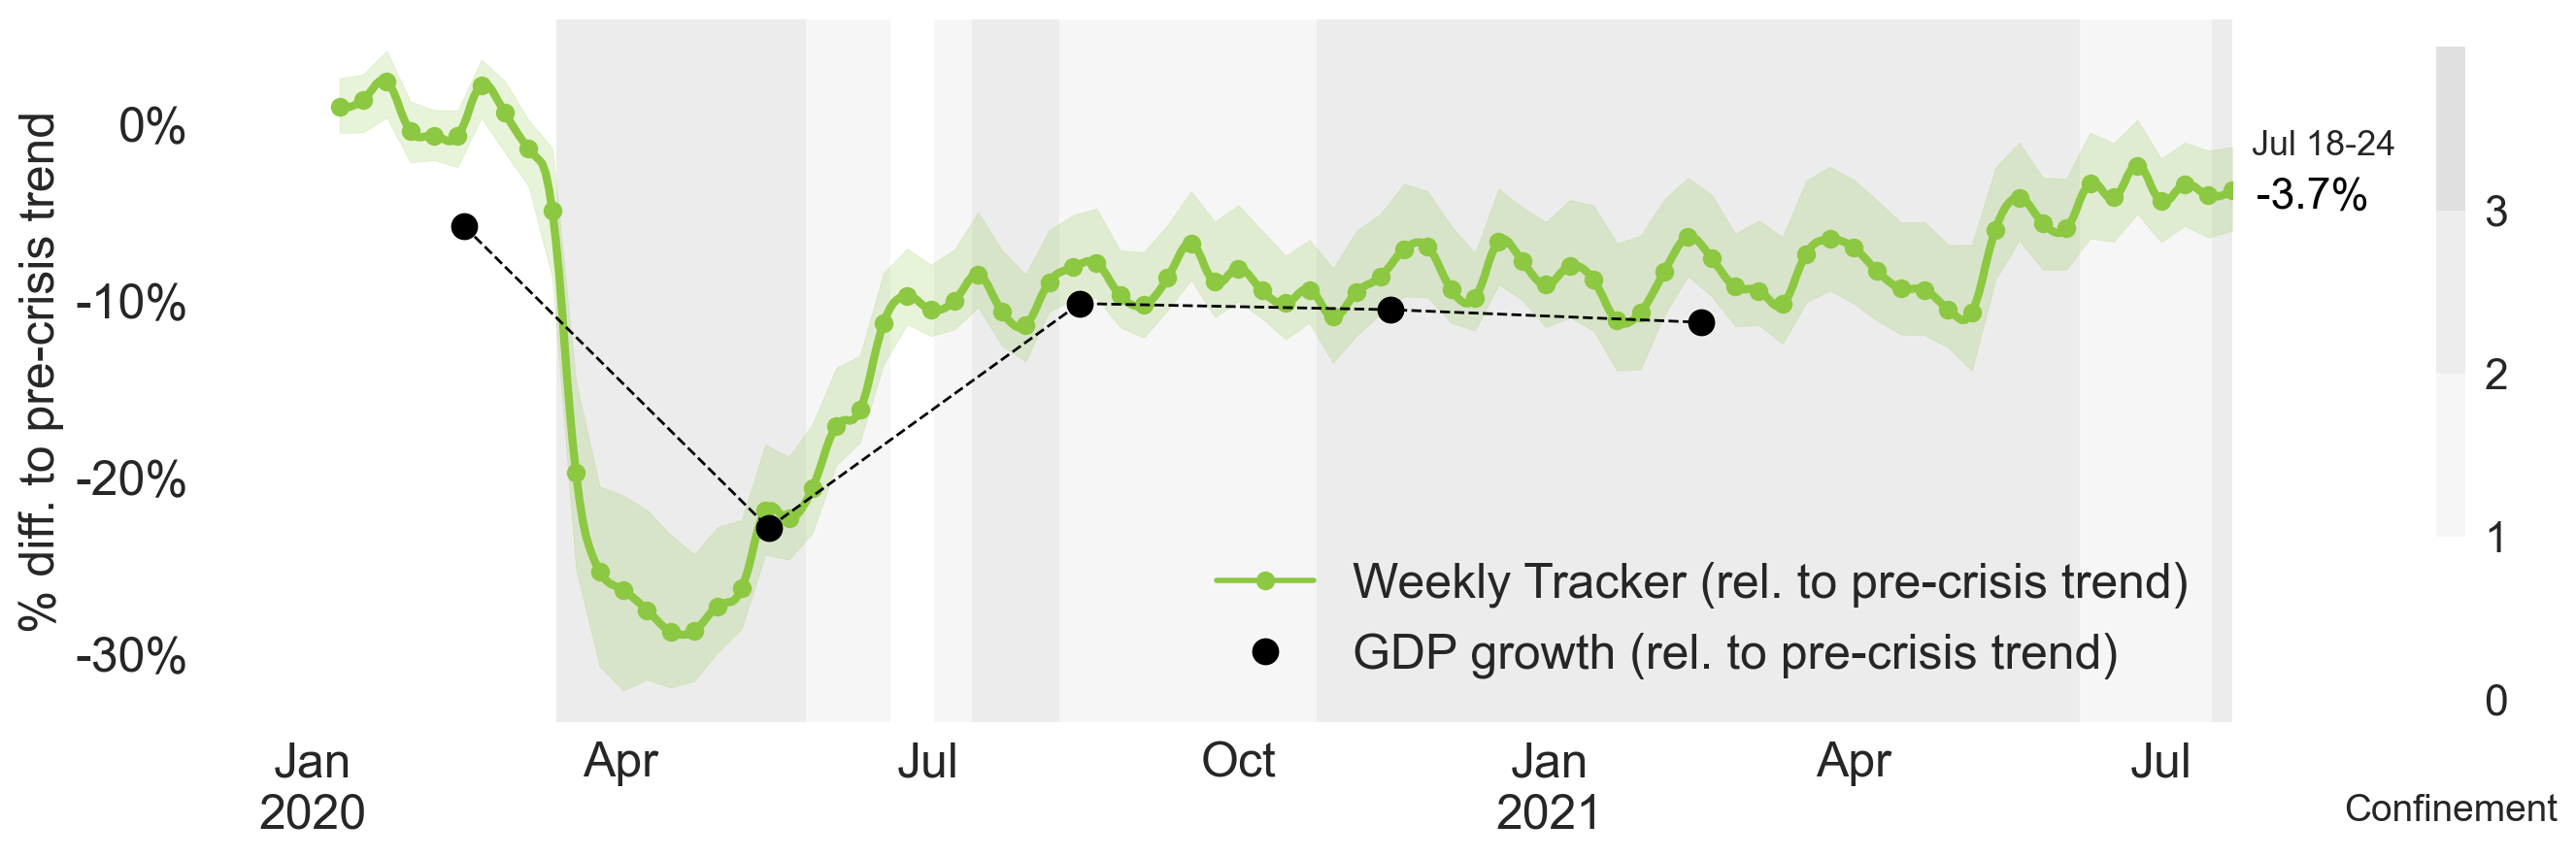 % diff. to pre-crisis trend
0%
-10%
-20%
-30%
Jan
2020
Apr
Jul
Oct
Jan
2021
Apr
Jul
Weekly Tracker (rel. to pre-crisis trend)
GDP growth (rel. to pre-crisis trend)
Jul 18-24
-3.7%
3
2
1
0
Confinement